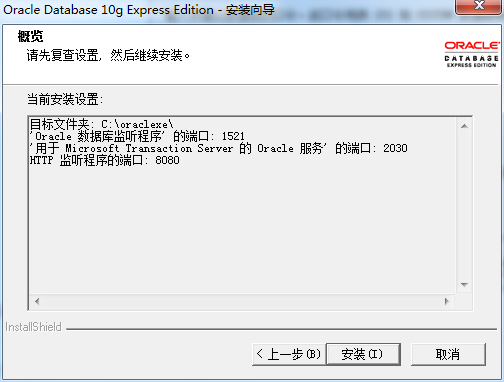 Oracle Database 10g Express Edition - 安装向导
概览
请先复查设置, 然后继续安装。
ORACLE
DATABASE
EXPRESS EDITION
当前安装设置:
目标文件夹: C:\oraclexe\
'Oracle 数据库监听程序' 的端口: 1521
'用于 Microsoft Transaction Server 的 Oracle 服务' 的端口: 2030
HTTP 监听程序的端口: 8080
InstallShield
< 上一步(B)
安装(I)
取消